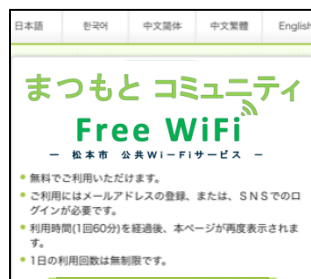 日本語 한국어 中文简体 中文繁體 English
まつもと コミュニティ
Free WiFi
― 松本市 公共Wi-Fiサービス ―
● 無料でご利用いただけます。
● ご利用にはメールアドレスの登録、または、SNSでのロ
グインが必要です。
● 利用時間(1回60分)を経過後、本ページが再度表示されま
す。
● 1日の利用回数は無制限です。